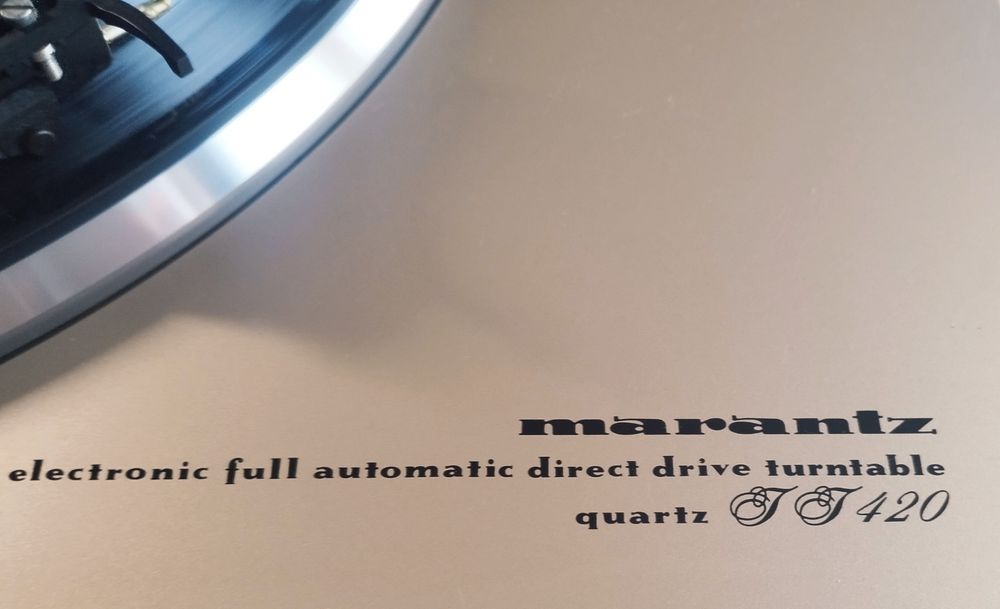 marantz
electronic full automatic direct drive turntable
quartz TT420